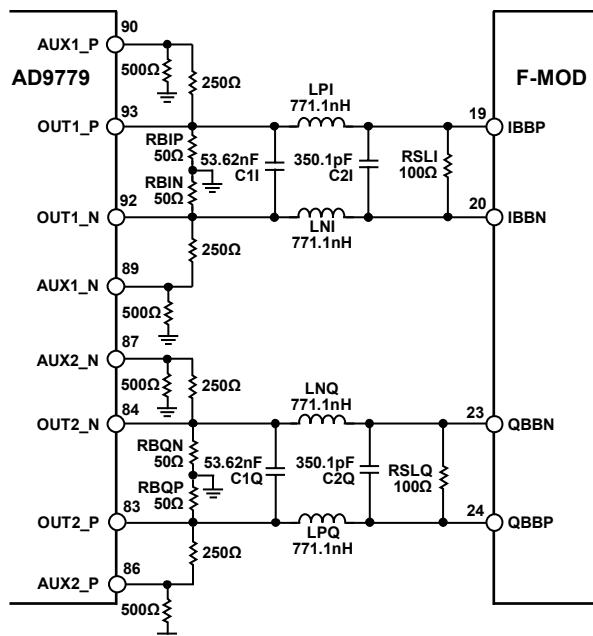 90
AUX1_P
500Ω
250Ω
AD9779
F-MOD
LPI
771.1nH
93
19
OUT1_P
IBBP
RBIP
50Ω
53.62nF
C1I
350.1pF
C2I
RSLI
100Ω
RBIN
50Ω
92
20
OUT1_N
IBBN
LNI
771.1nH
250Ω
89
AUX1_N
500Ω
87
AUX2_N
500Ω
250Ω
LNQ
771.1nH
84
23
OUT2_N
QBBN
RBQN
50Ω
53.62nF
C1Q
350.1pF
C2Q
RSLQ
100Ω
RBQP
50Ω
83
24
OUT2_P
QBBP
LPQ
771.1nH
250Ω
86
AUX2_P
500Ω